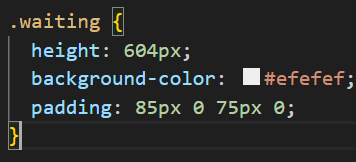 .waiting {
height: 604px;
background-color: #efefef;
padding: 85px 0 75px 0;
}